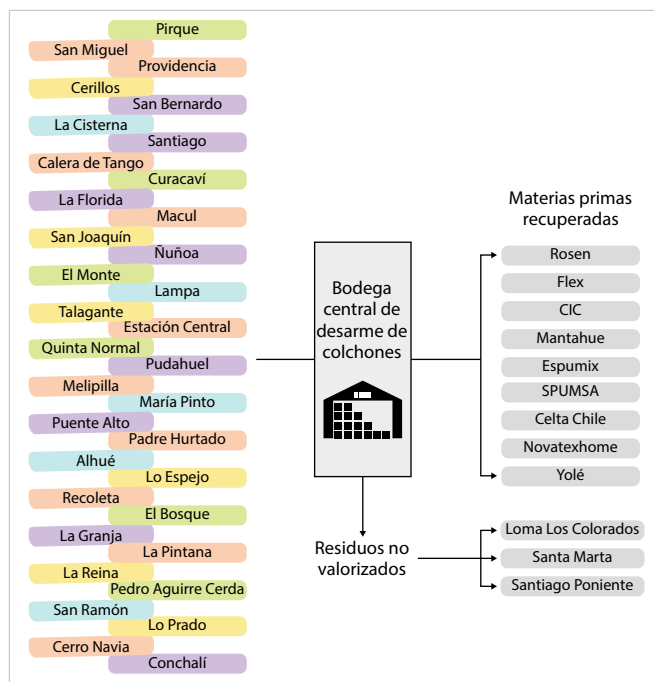 Pirque
San Miguel
Providencia
Cerillos
San Bernardo
La Cisterna
Santiago
Calera de Tango
Curacaví
La Florida
Macul
San Joaquín
Ñuñoa
El Monte
Lampa
Talagante
Estación Central
Quinta Normal
Pudahuel
Melipilla
María Pinto
Puente Alto
Padre Hurtado
Alhué
Lo Espejo
Recoleta
El Bosque
La Granja
La Pintana
La Reina
Pedro Aguirre Cerda
San Ramón
Lo Prado
Cerro Navia
Conchalí
Bodega
central de
desarme de
colchones
Residuos no
valorizados
Materias primas
recuperadas
Rosen
Flex
CIC
Mantahue
Espumix
SPUMSA
Celta Chile
Novatexhome
Yolé
Loma Los Colorados
Santa Marta
Santiago Poniente